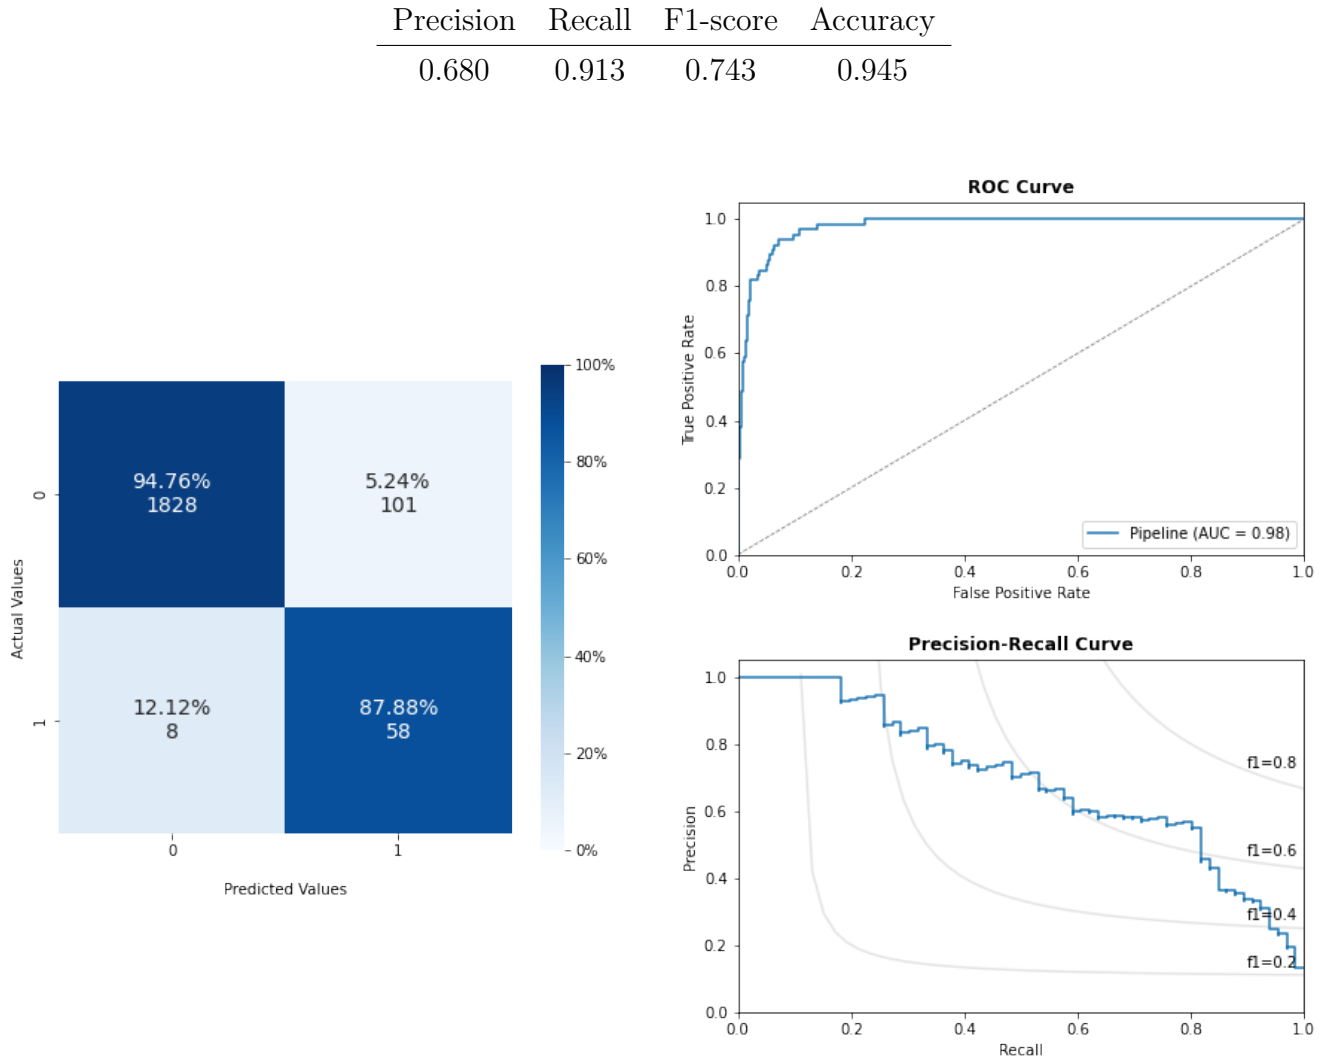 Precision Recall F1-score Accuracy
0.680 0.913 0.743 0.945
94.76%
1828
5.24%
101
12.12%
8
87.88%
58
0
1
Actual Values
0 1
Predicted Values
100%
80%
60%
40%
20%
0%
ROC Curve
1.0
0.8
0.6
0.4
0.2
0.0
True Positive Rate
Pipeline (AUC = 0.98)
0.0 0.2 0.4 0.6 0.8 1.0
False Positive Rate
Precision-Recall Curve
1.0
0.8
0.6
0.4
0.2
0.0
Precision
f1=0.8
f1=0.6
f1=0.4
f1=0.2
0.0 0.2 0.4 0.6 0.8 1.0
Recall